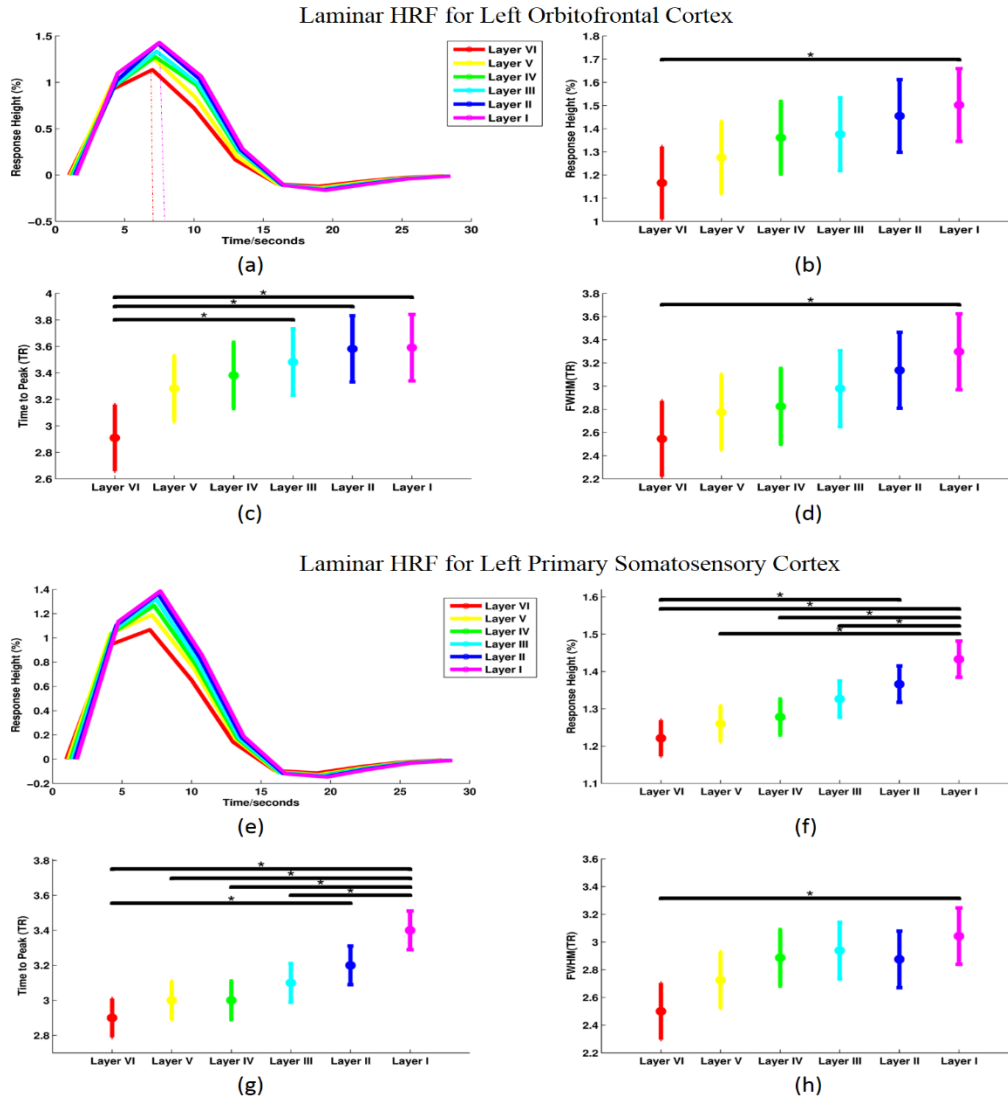 Laminar HRF for Left Orbitofrontal Cortex
Response Height (%)
1.5
1
0.5
0
−0.5
0 5 10 15 20 25 30
Time/seconds
Layer VI
Layer V
Layer IV
Layer III
Layer II
Layer I
(a)
Response Height (%)
1.8
1.7
1.6
1.5
1.4
1.3
1.2
1.1
1
*
Layer VI Layer V Layer IV Layer III Layer II Layer I
(b)
Time to Peak (TR)
4
3.8
3.6
3.4
3.2
3
2.8
2.6
*
*
*
Layer VI Layer V Layer IV Layer III Layer II Layer I
(c)
FWHM(TR)
3.8
3.6
3.4
3.2
3
2.8
2.6
2.4
2.2
*
Layer VI Layer V Layer IV Layer III Layer II Layer I
(d)
Laminar HRF for Left Primary Somatosensory Cortex
Response Height (%)
1.4
1.2
1
0.8
0.6
0.4
0.2
0
−0.2
0 5 10 15 20 25 30
Time/seconds
Layer VI
Layer V
Layer IV
Layer III
Layer II
Layer I
(e)
Response Height (%)
1.6
1.5
1.4
1.3
1.2
1.1
*
*
*
*
*
Layer VI Layer V Layer IV Layer III Layer II Layer I
(f)
Time to Peak (TR)
3.8
3.6
3.4
3.2
3
2.8
*
*
*
*
*
Layer VI Layer V Layer IV Layer III Layer II Layer I
(g)
FWHM(TR)
3.6
3.4
3.2
3
2.8
2.6
2.4
2.2
*
Layer VI Layer V Layer IV Layer III Layer II Layer I
(h)